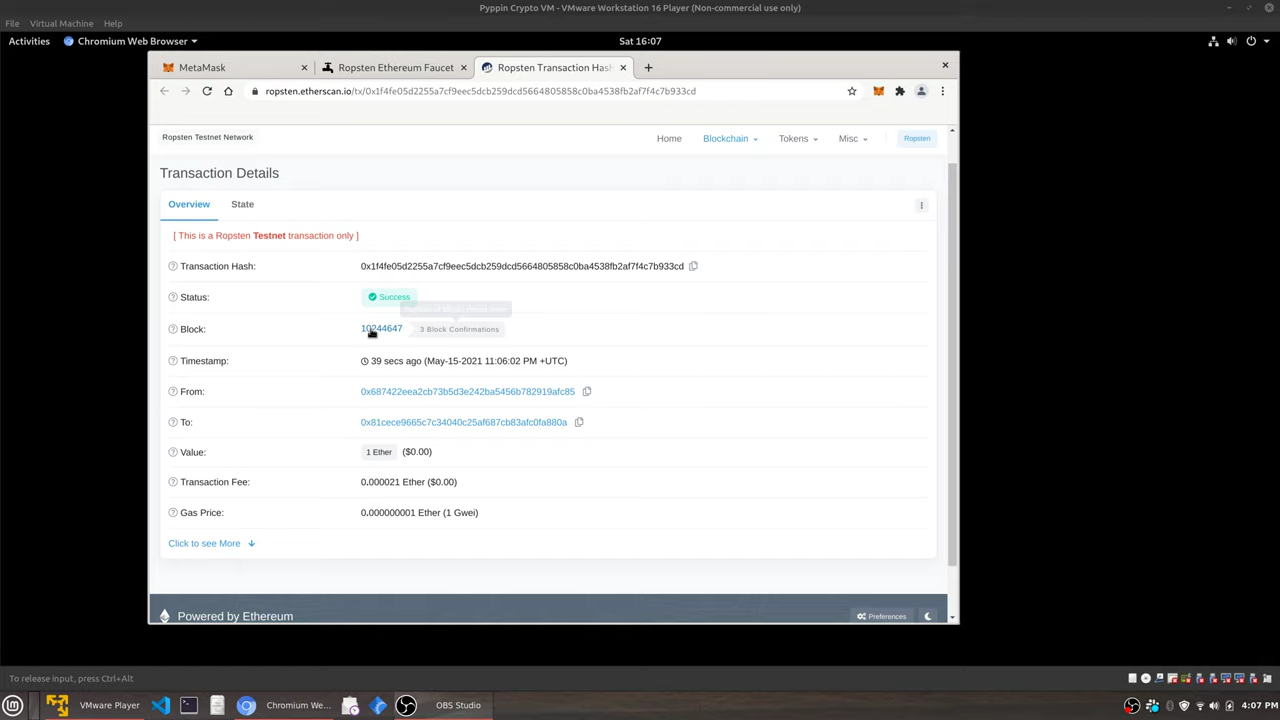 Pyppin Crypto VM - VMware Workstation 16 Player (Non-commercial use only)
File Virtual Machine Help
Activities Chromium Web Browser Sat 16:07
MetaMask Ropsten Ethereum Faucet Ropsten Transaction Hash
ropsten.etherscan.io/tx/0x1f4fe05d2255a7cf9eec5dcb259dcd5664805858c0ba4538fb2af7f4c7b933cd
Ropsten Testnet Network Home Blockchain Tokens Misc Ropsten
Transaction Details
Overview State
[ This is a Ropsten Testnet transaction only ]
Transaction Hash: 0x1f4fe05d2255a7cf9eec5dcb259dcd5664805858c0ba4538fb2af7f4c7b933cd
Status: Success
Block: 10244647 3 Block Confirmations
Timestamp: 39 secs ago (May-15-2021 11:06:02 PM +UTC)
From: 0x687422eea2cb73b5d3e242ba5456b782919afc85
To: 0x81cece9665c7c34040c25af687cb83afc0fa880a
Value: 1 Ether ($0.00)
Transaction Fee: 0.000021 Ether ($0.00)
Gas Price: 0.000000001 Ether (1 Gwei)
Click to see More
Powered by Ethereum Preferences
To release input, press Ctrl+Alt
VMware Player Chromium We... OBS Studio 4:07 PM